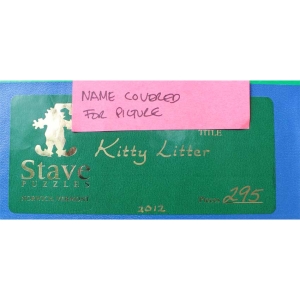 NAME COVERED
FOR PICTURE
TITLE
Kitty Litter
Stave
PUZZLES
295
2012